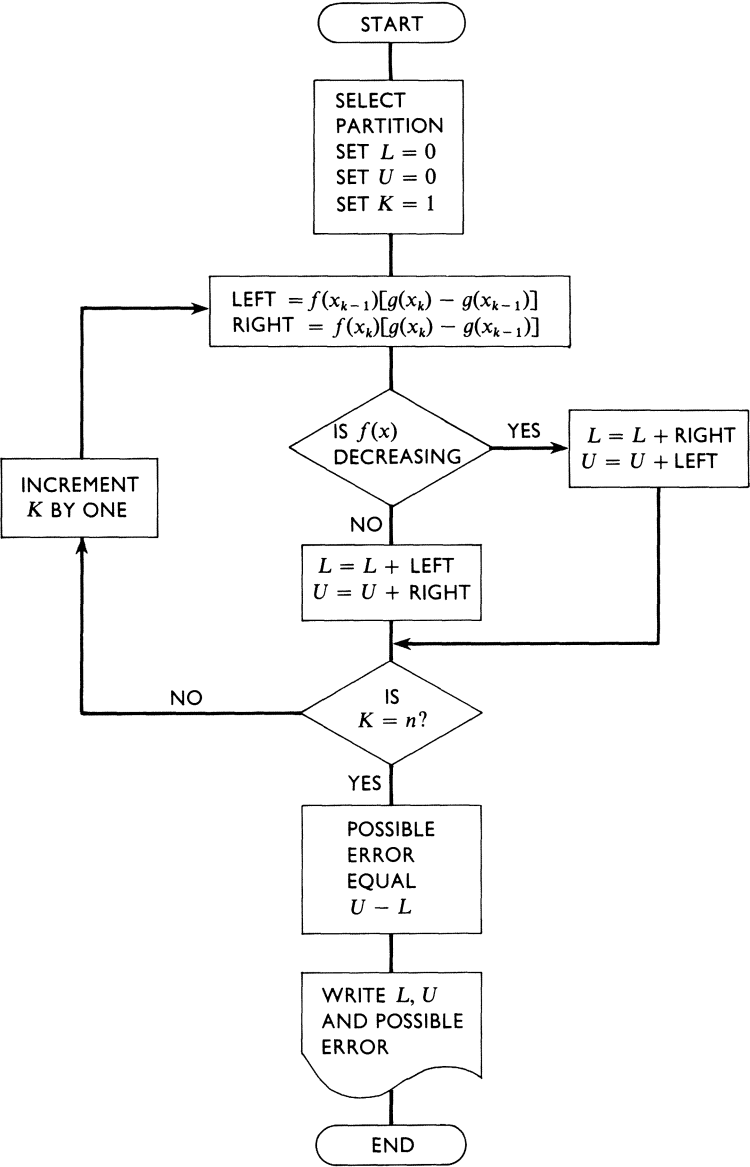 START
SELECT
PARTITION
SET L = 0
SET U = 0
SET K = 1
LEFT = f(x_{k-1})[g(x_k) − g(x_{k-1})]
RIGHT = f(x_k)[g(x_k) − g(x_{k-1})]
IS f(x)
DECREASING
YES
L = L + RIGHT
U = U + LEFT
INCREMENT
K BY ONE
NO
L = L + LEFT
U = U + RIGHT
NO
IS
K = n?
YES
POSSIBLE
ERROR
EQUAL
U − L
WRITE L, U
AND POSSIBLE
ERROR
END